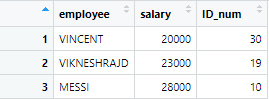 employee salary ID_num
1 VINCENT 20000 30
2 VIKNESHRAJD 23000 19
3 MESSI 28000 10